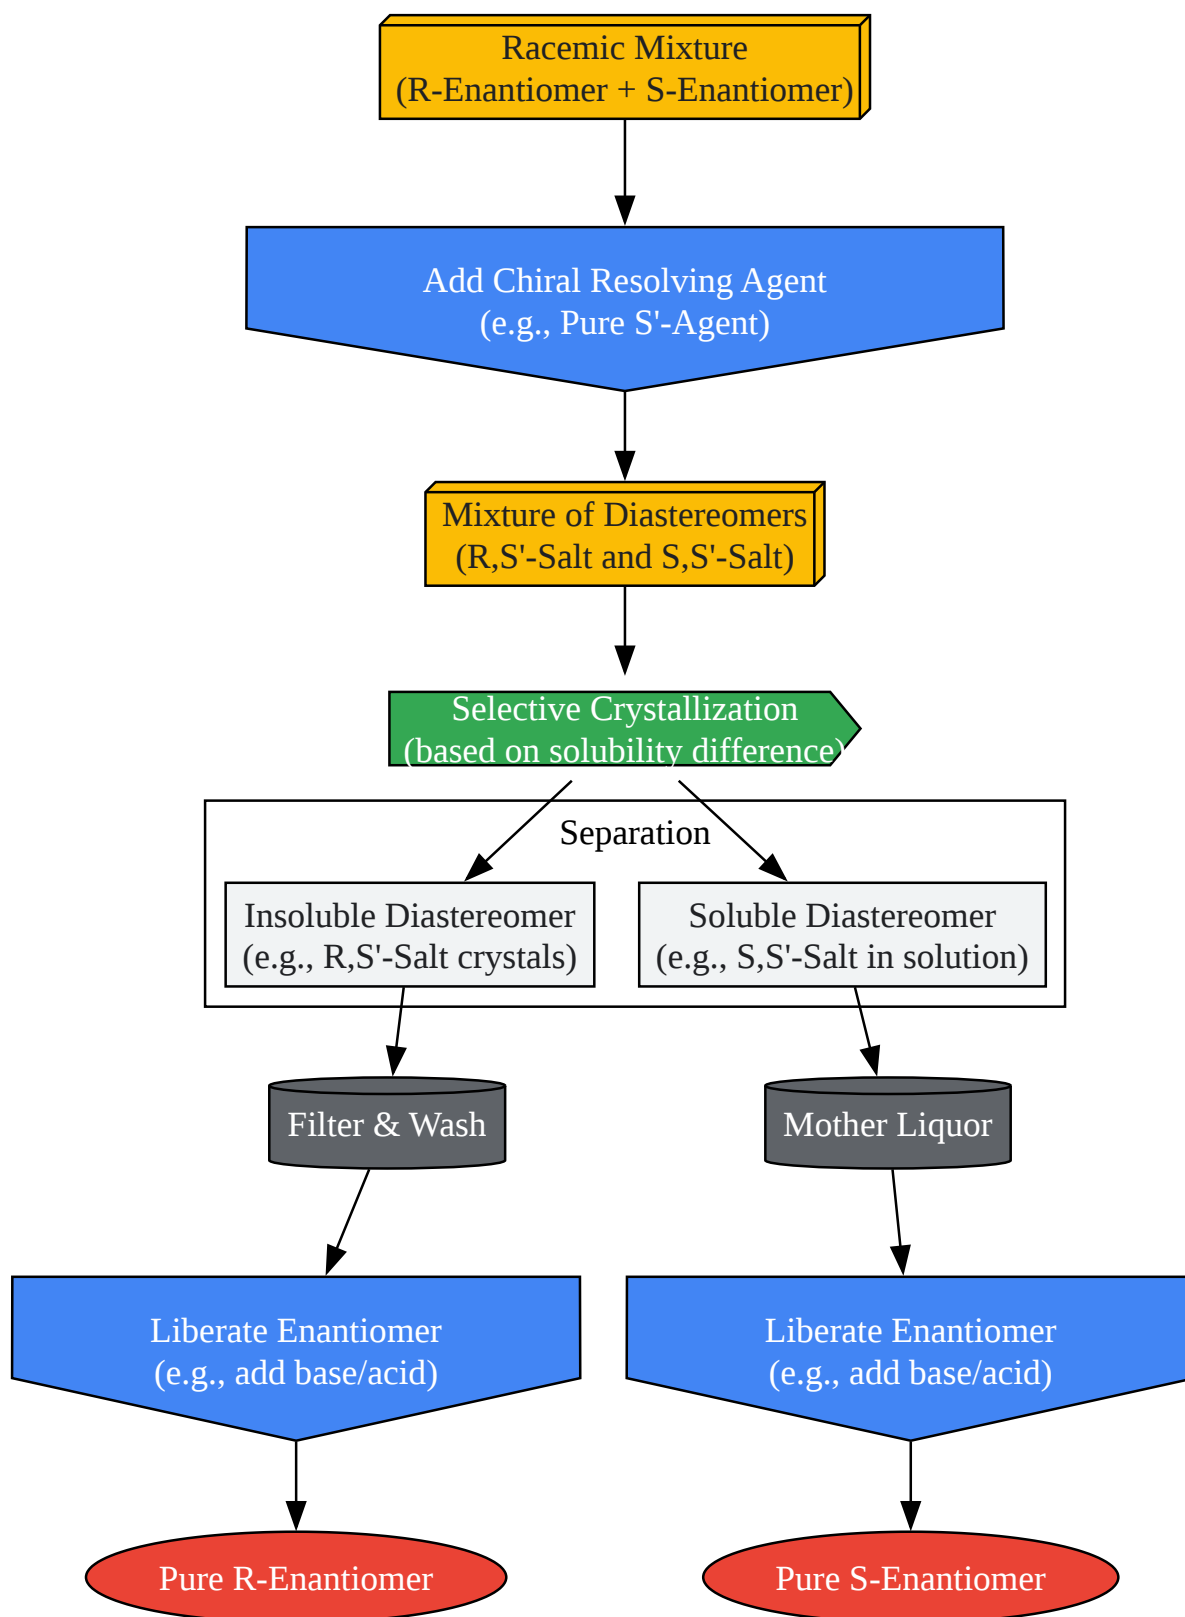 Racemic Mixture
(R-Enantiomer + S-Enantiomer)
Add Chiral Resolving Agent
(e.g., Pure S'-Agent)
Mixture of Diastereomers
(R,S'-Salt and S,S'-Salt)
Selective Crystallization
(based on solubility difference)
Separation
Insoluble Diastereomer
(e.g., R,S'-Salt crystals)
Soluble Diastereomer
(e.g., S,S'-Salt in solution)
Filter & Wash
Mother Liquor
Liberate Enantiomer
(e.g., add base/acid)
Liberate Enantiomer
(e.g., add base/acid)
Pure R-Enantiomer
Pure S-Enantiomer